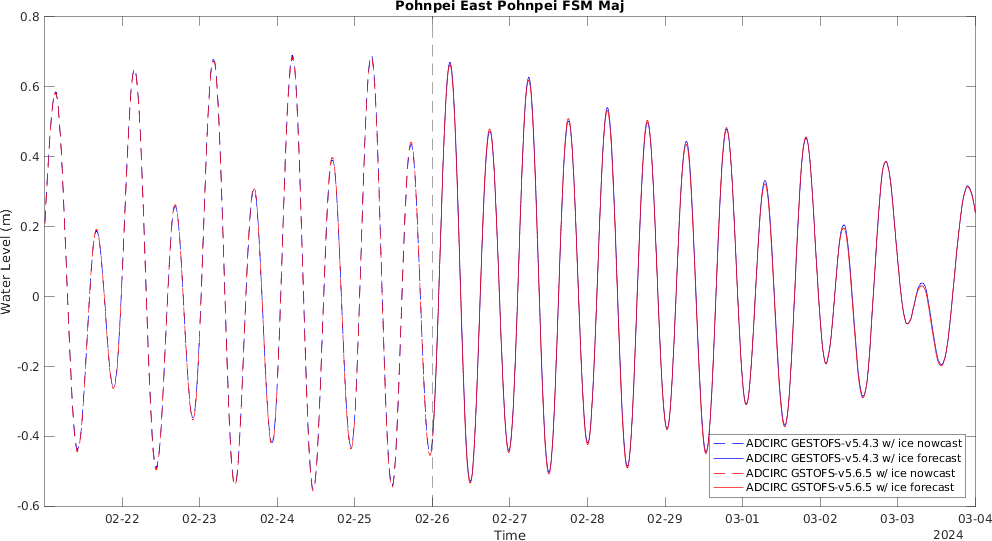 Pohnpei East Pohnpei FSM Maj
0.8
0.6
0.4
0.2
0
-0.2
-0.4
-0.6
Water Level (m)
02-22 02-23 02-24 02-25 02-26 02-27 02-28 02-29 03-01 03-02 03-03 03-04
2024
Time
ADCIRC GESTOFS-v5.4.3 w/ ice nowcast
ADCIRC GESTOFS-v5.4.3 w/ ice forecast
ADCIRC GSTOFS-v5.6.5 w/ ice nowcast
ADCIRC GSTOFS-v5.6.5 w/ ice forecast